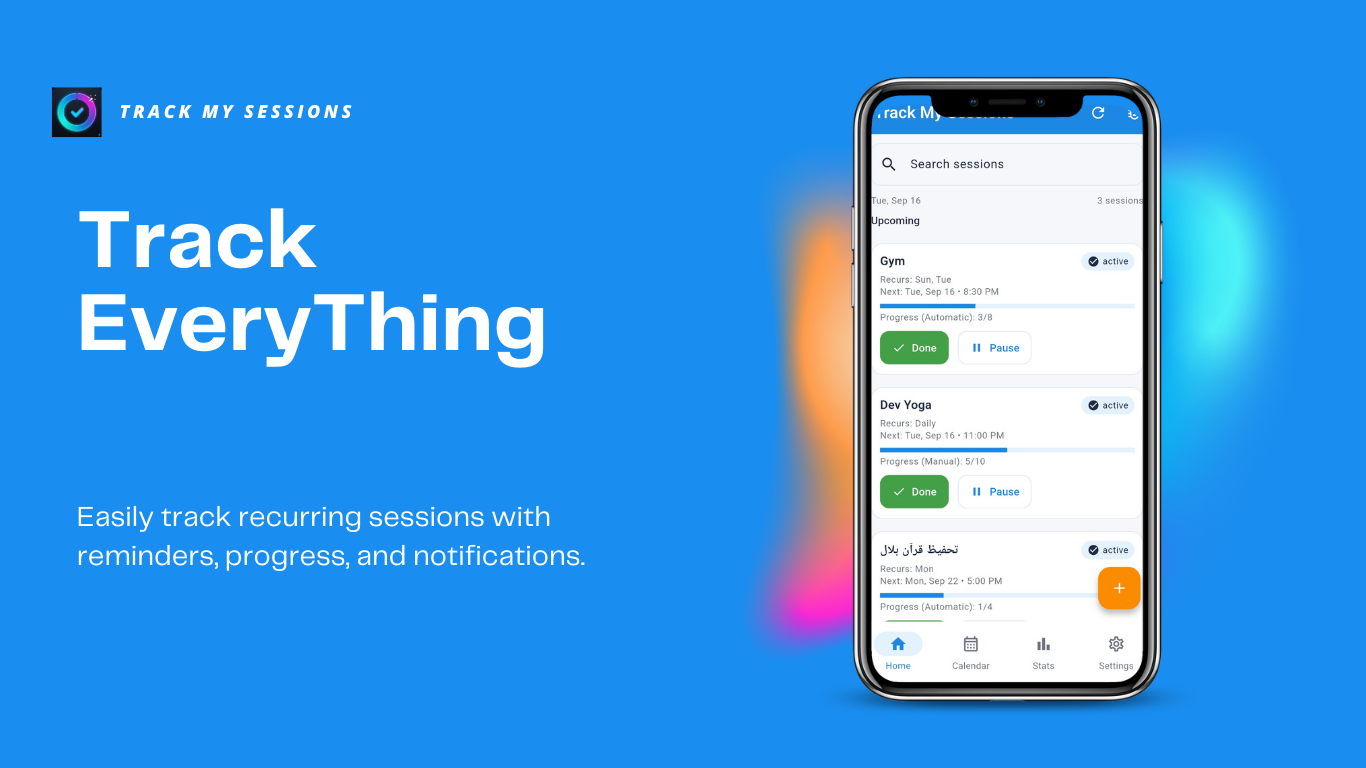 TRACK MY SESSIONS
Track
EveryThing
Easily track recurring sessions with
reminders, progress, and notifications.
Track My Sessions
Search sessions
Tue, Sep 16 3 sessions
Upcoming
Gym active
Recurs: Sun, Tue
Next: Tue, Sep 16 • 8:30 PM
Progress (Automatic): 3/8
Done Pause
Dev Yoga active
Recurs: Daily
Next: Tue, Sep 16 • 11:00 PM
Progress (Manual): 5/10
Done Pause
تحفيظ قرآن بلال active
Recurs: Mon
Next: Mon, Sep 22 • 5:00 PM
Progress (Automatic): 1/4
Home Calendar Stats Settings